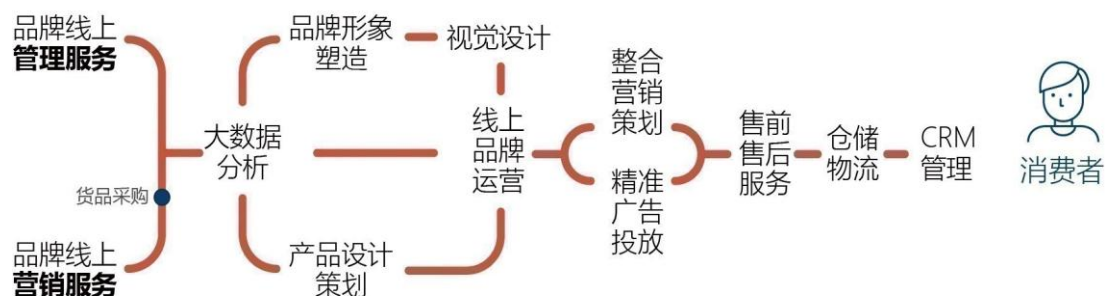 品牌线上
管理服务
货品采购
品牌线上
营销服务
大数据
分析
品牌形象
塑造
视觉设计
产品设计
策划
线上
品牌
运营
整合
营销
策划
精准
广告
投放
售前
售后
服务
仓储
物流
CRM
管理
消费者